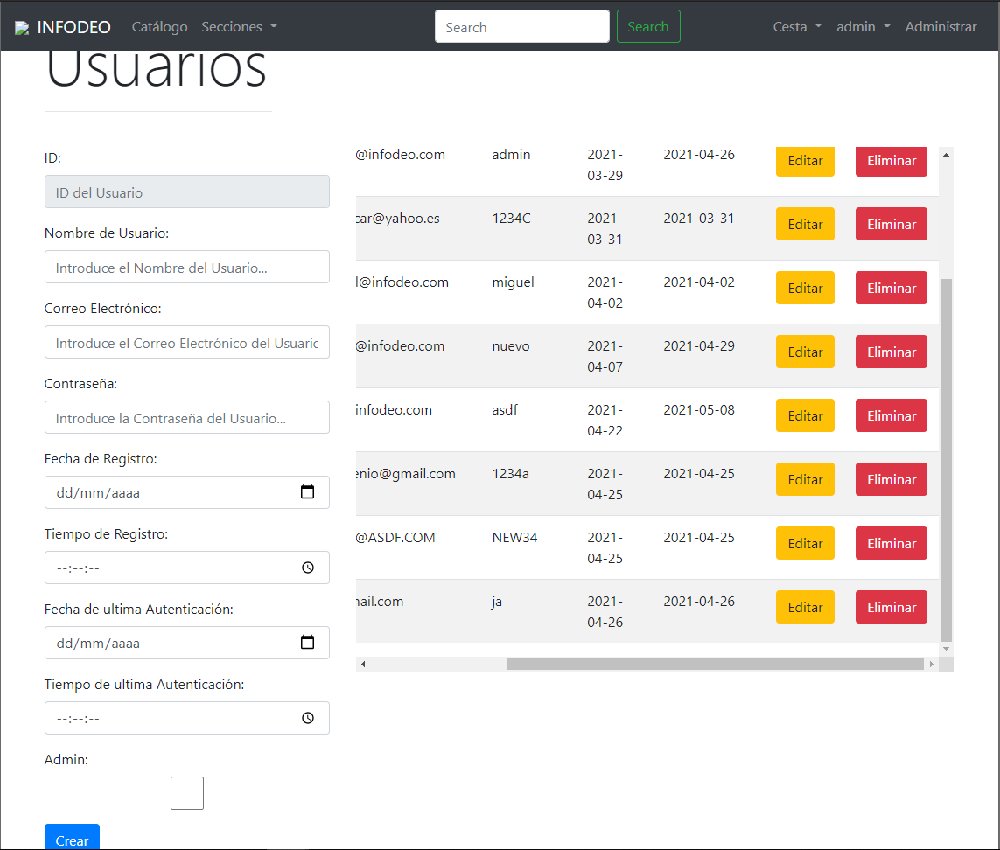 INFODEO Catálogo Secciones Search Search Cesta admin Administrar
Usuarios
ID:
ID del Usuario
Nombre de Usuario:
Introduce el Nombre del Usuario...
Correo Electrónico:
Introduce el Correo Electrónico del Usuaric
Contraseña:
Introduce la Contraseña del Usuario...
Fecha de Registro:
dd/mm/aaaa
Tiempo de Registro:
--:--:--
Fecha de ultima Autenticación:
dd/mm/aaaa
Tiempo de ultima Autenticación:
--:--:--
Admin:
Crear
@infodeo.com admin 2021- 2021-04-26 Editar Eliminar
03-29
car@yahoo.es 1234C 2021- 2021-03-31 Editar Eliminar
03-31
l@infodeo.com miguel 2021- 2021-04-02 Editar Eliminar
04-02
@infodeo.com nuevo 2021- 2021-04-29 Editar Eliminar
04-07
infodeo.com asdf 2021- 2021-05-08 Editar Eliminar
04-22
enio@gmail.com 1234a 2021- 2021-04-25 Editar Eliminar
04-25
@ASDF.COM NEW34 2021- 2021-04-25 Editar Eliminar
04-25
mail.com ja 2021- 2021-04-26 Editar Eliminar
04-26